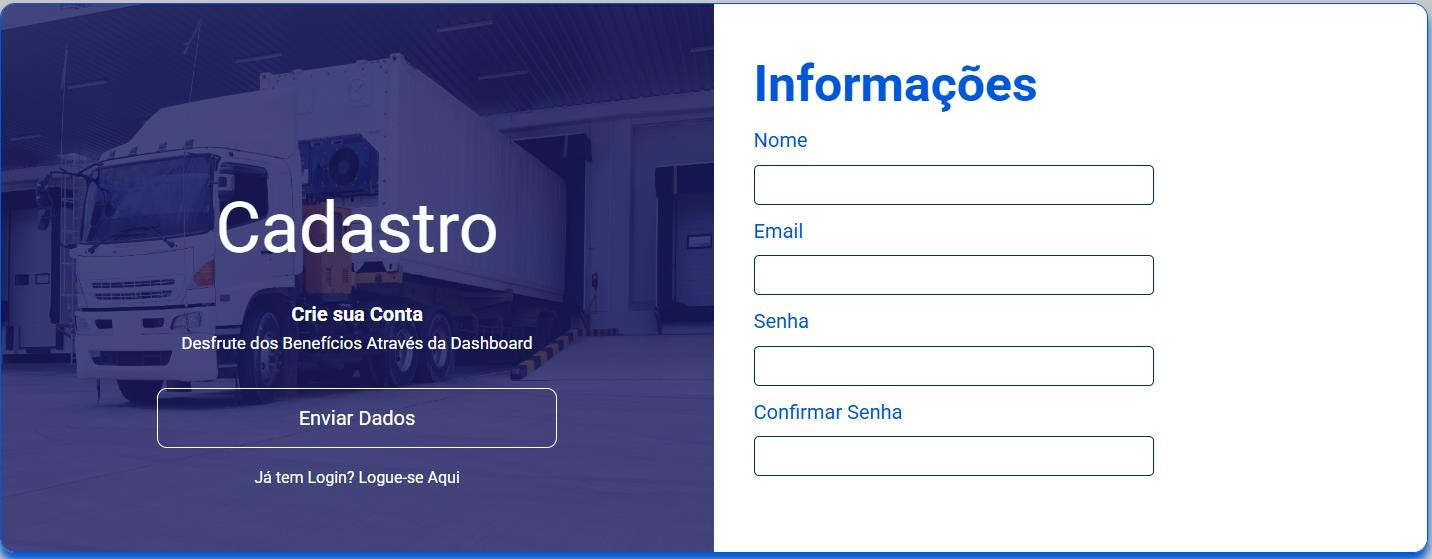 Cadastro
Crie sua Conta
Desfrute dos Benefícios Através da Dashboard
Enviar Dados
Já tem Login? Logue-se Aqui
Informações
Nome
Email
Senha
Confirmar Senha